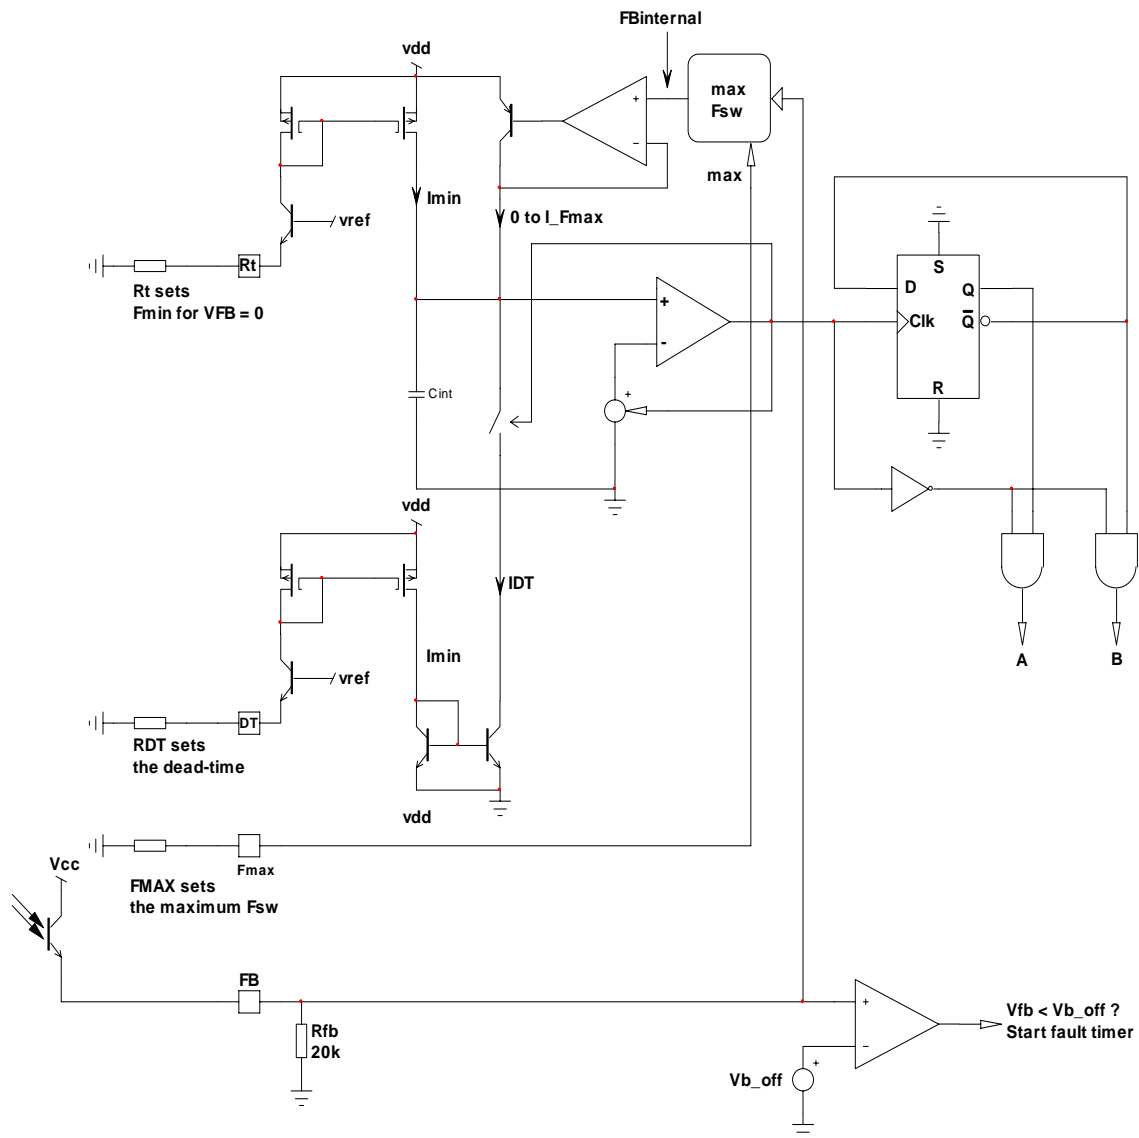 FBinternal
vdd
max
Fsw
+
−
max
Imin
vref
0 to I_Fmax
Rt
Rt sets
Fmin for VFB = 0
S
D
Q
Clk
Q
R
+
-
Cint
+
vdd
IDT
Imin
vref
A
B
DT
RDT sets
the dead-time
vdd
Fmax
FMAX sets
the maximum Fsw
Vcc
FB
Rfb
20k
+
−
Vfb < Vb_off ?
Start fault timer
+
Vb_off